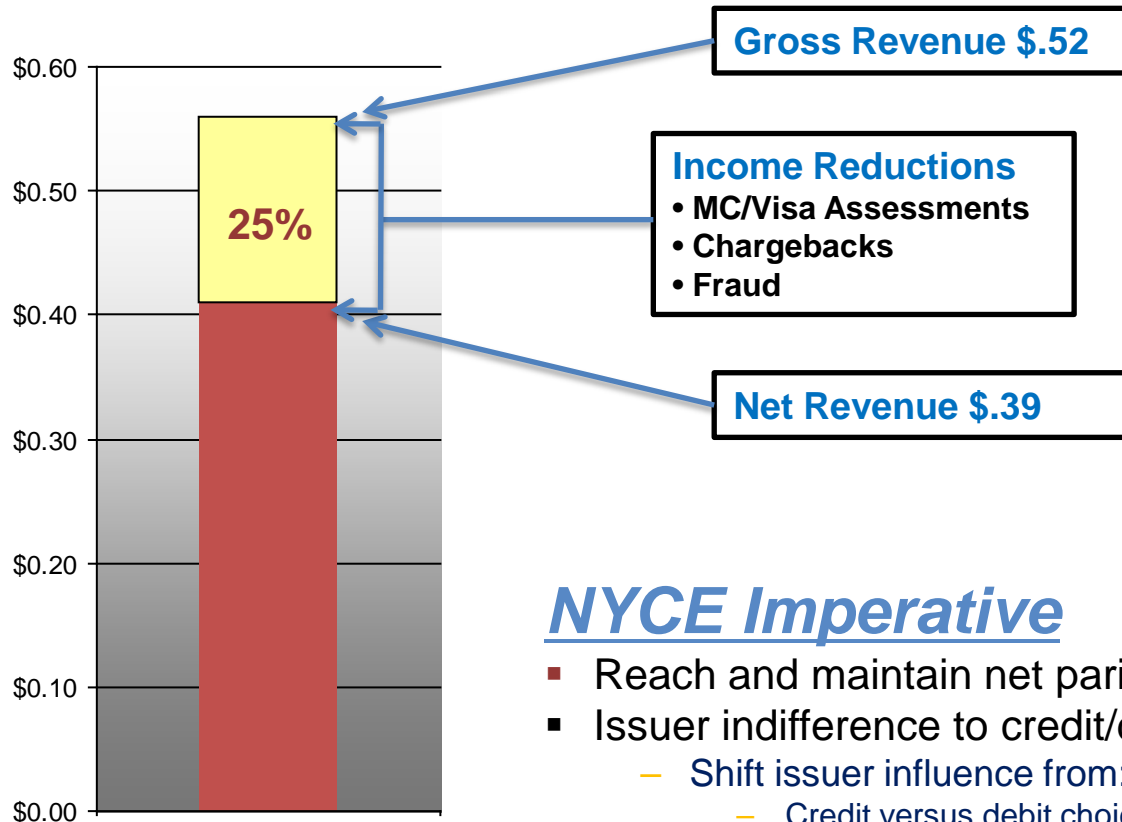 Gross Revenue $.52
$0.60
Income Reductions
• MC/Visa Assessments
• Chargebacks
• Fraud
$0.50
25%
$0.40
Net Revenue $.39
$0.30
$0.20
NYCE Imperative
▪ Reach and maintain net
$0.10
▪ Issuer indifference to credit/
– Shift issuer influence from:
– Credit versus debit
$0.00